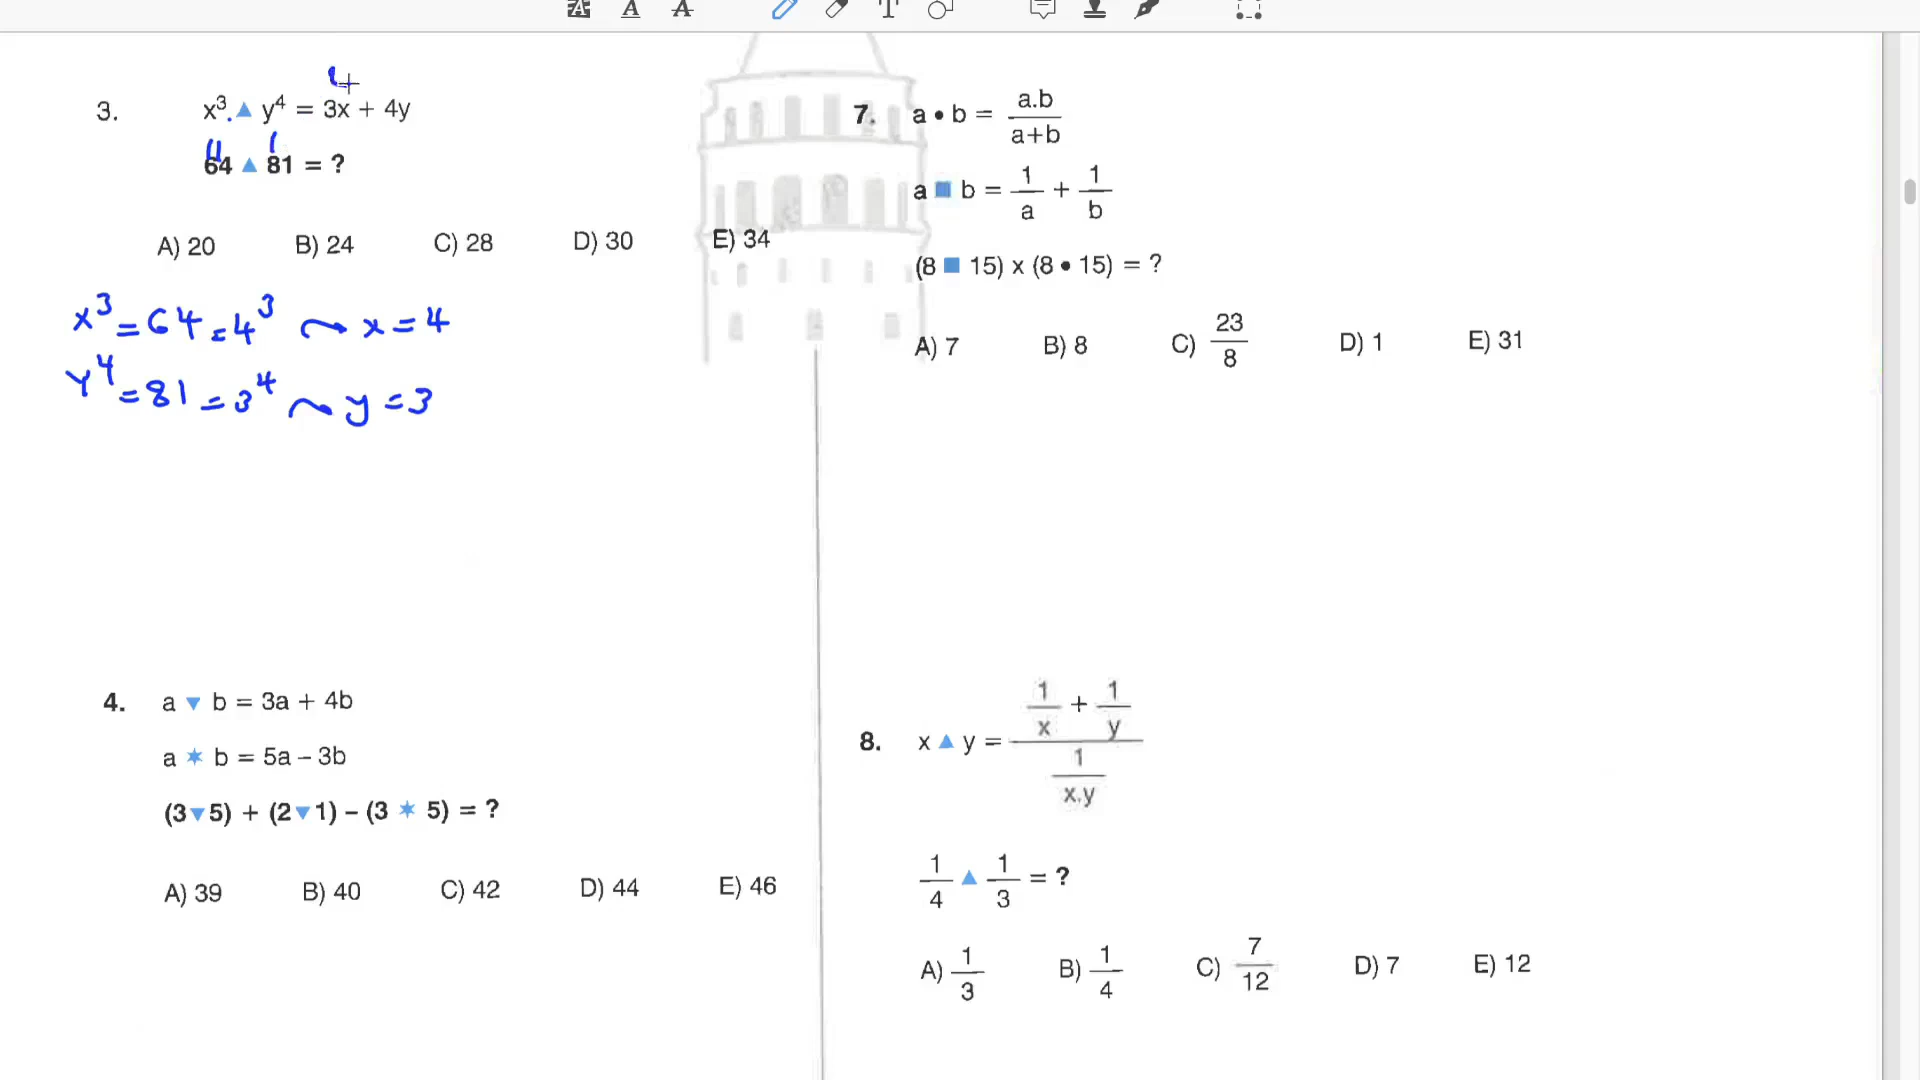 3. x³ ▲ y⁴ = 3x + 4y
4
64 ▲ 81 = ?
A) 20 B) 24 C) 28 D) 30 E) 34
x³ = 64 = 4³ ⤳ x = 4
y⁴ = 81 = 3⁴ ⤳ y = 3
4. a ▼ b = 3a + 4b
a ✶ b = 5a – 3b
(3 ▼ 5) + (2 ▼ 1) – (3 ✶ 5) = ?
A) 39 B) 40 C) 42 D) 44 E) 46
7. a • b = a.b / a+b
a ■ b = 1/a + 1/b
(8 ■ 15) x (8 • 15) = ?
A) 7 B) 8 C) 23/8 D) 1 E) 31
8. x ▲ y = (1/x + 1/y) / (1/x.y)
1/4 ▲ 1/3 = ?
A) 1/3 B) 1/4 C) 7/12 D) 7 E) 12